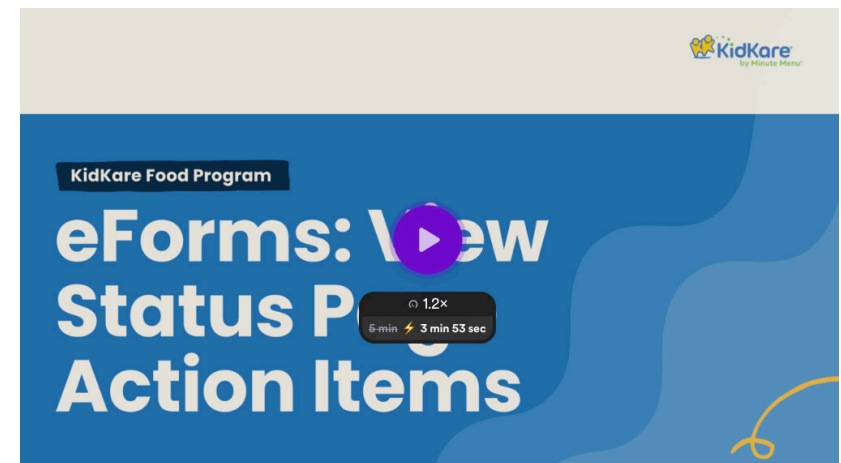 KidKare
by Minute Menu
KidKare Food Program
eForms: View
Status
Action Items
1.2×
5 min ⚡ 3 min 53 sec